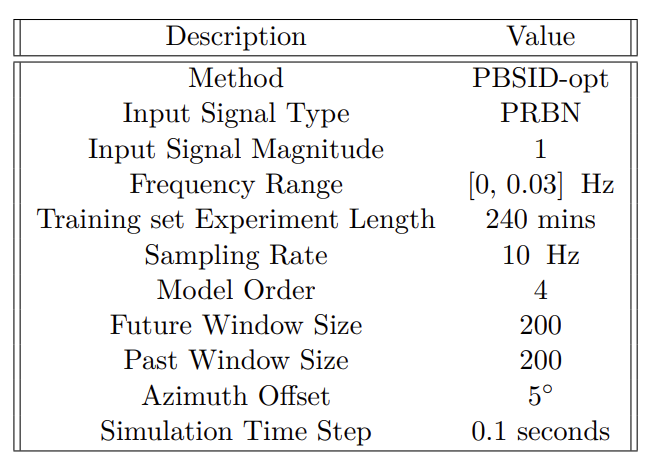 Description Value
Method PBSID-opt
Input Signal Type PRBN
Input Signal Magnitude 1
Frequency Range [0, 0.03] Hz
Training set Experiment Length 240 mins
Sampling Rate 10 Hz
Model Order 4
Future Window Size 200
Past Window Size 200
Azimuth Offset 5°
Simulation Time Step 0.1 seconds